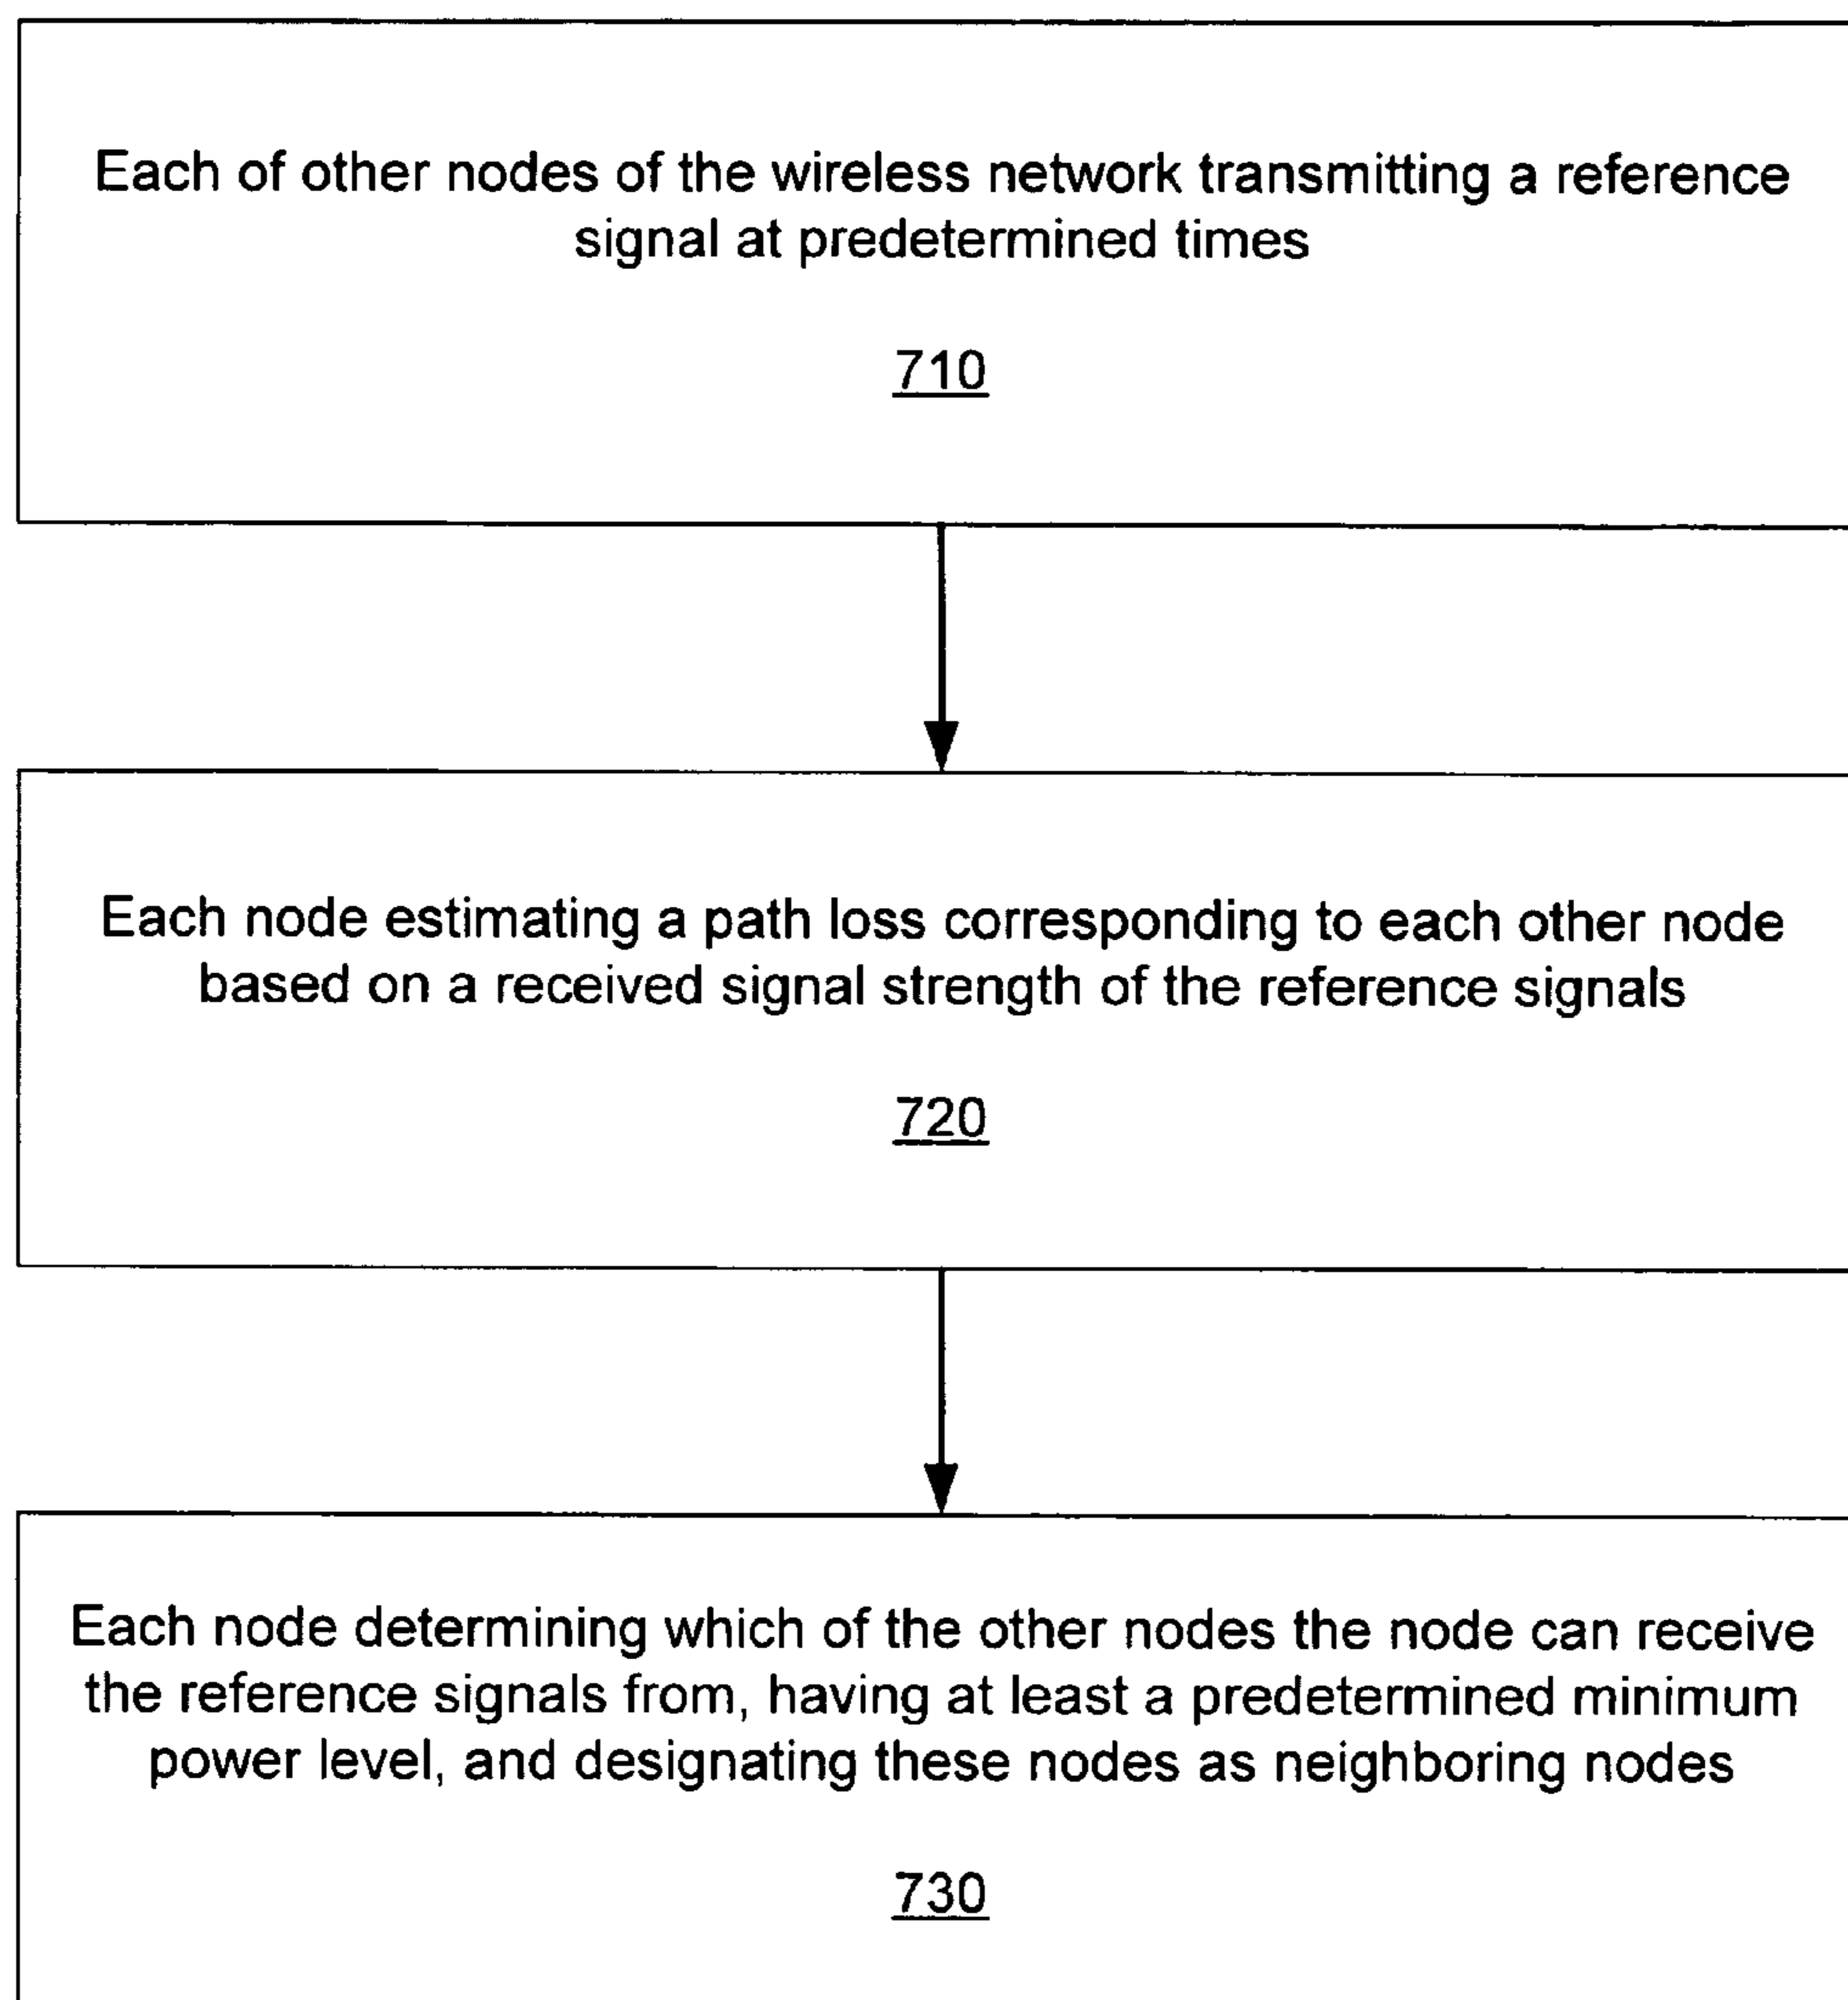 Each of other nodes of the wireless network transmitting a reference
signal at predetermined times
710
Each node estimating a path loss corresponding to each other node
based on a received signal strength of the reference signals
720
Each node determining which of the other nodes the node can receive
the reference signals from, having at least a predetermined minimum
power level, and designating these nodes as neighboring nodes
730